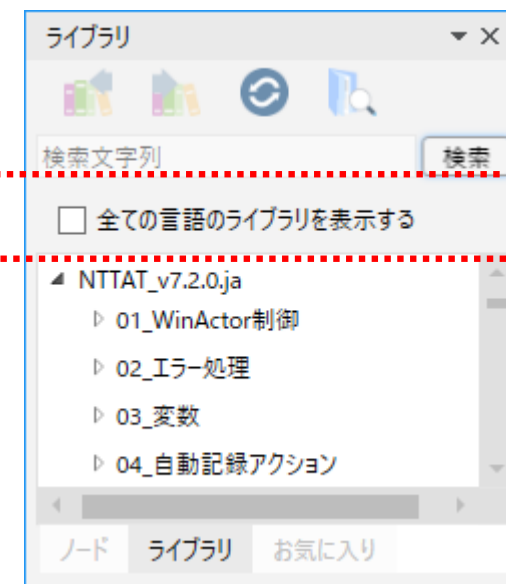 ライブラリ
検索文字列 検索
全ての言語のライブラリを表示する
NTTAT_v7.2.0.ja
01_WinActor制御
02_エラー処理
03_変数
04_自動記録アクション
ノード ライブラリ お気に入り